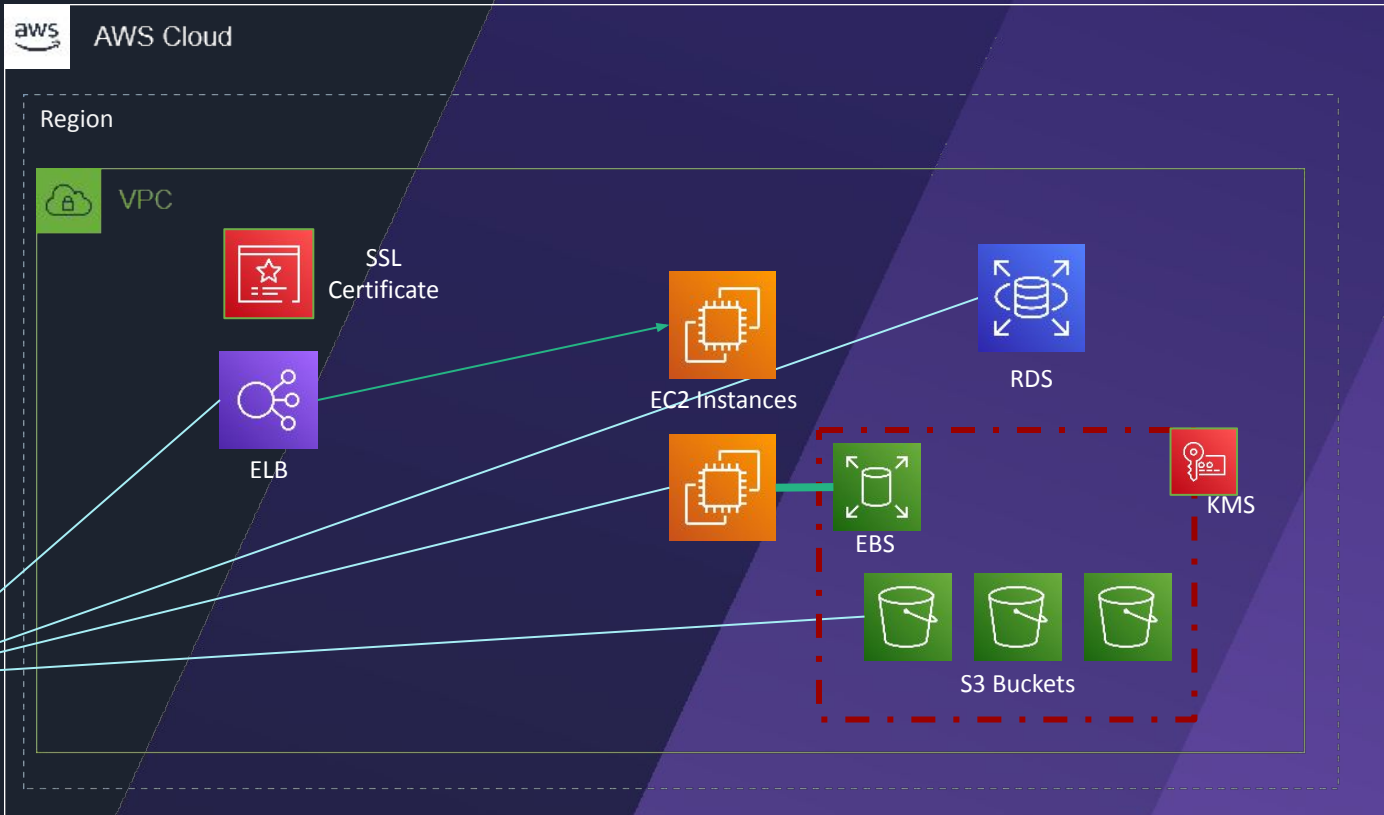 aws
AWS Cloud
Region
VPC
SSL
Certificate
ELB
EC2 Instances
RDS
KMS
EBS
S3 Buckets